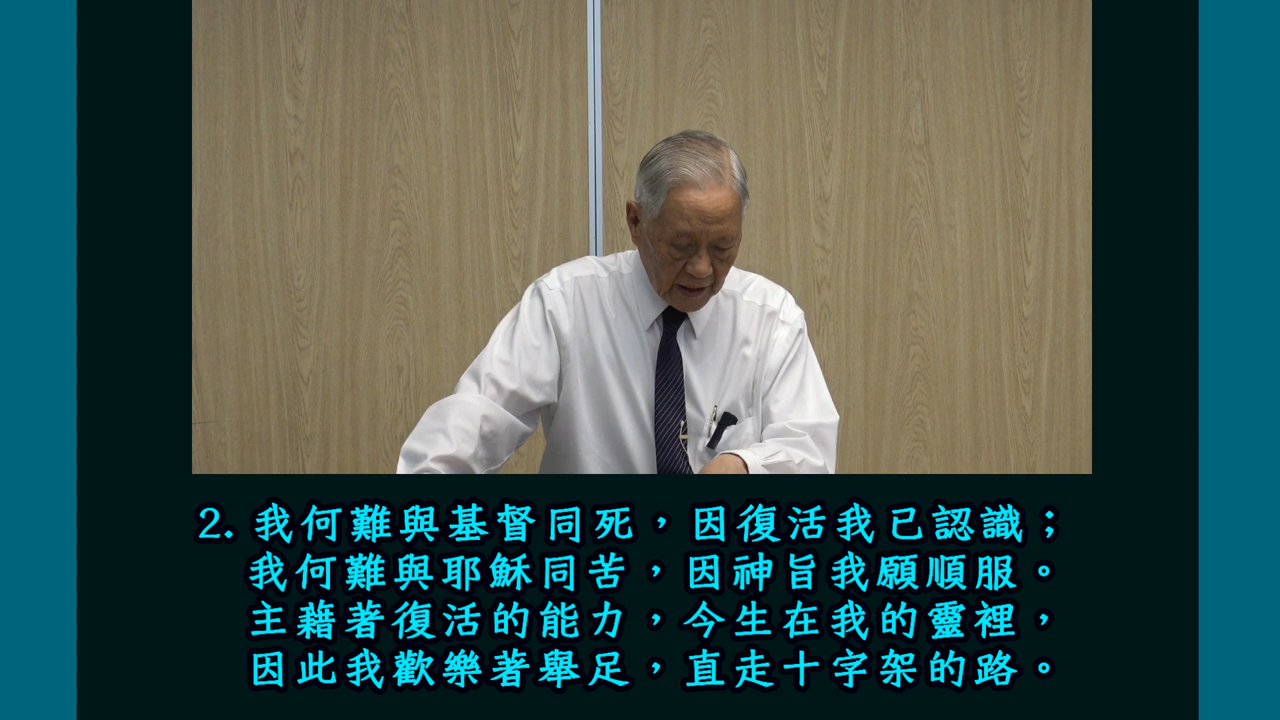 2. 我何難與基督同死，因復活我已認識；
我何難與耶穌同苦，因神旨我願順服。
主藉著復活的能力，今生在我的靈裡，
因此我歡樂著舉足，直走十字架的路。